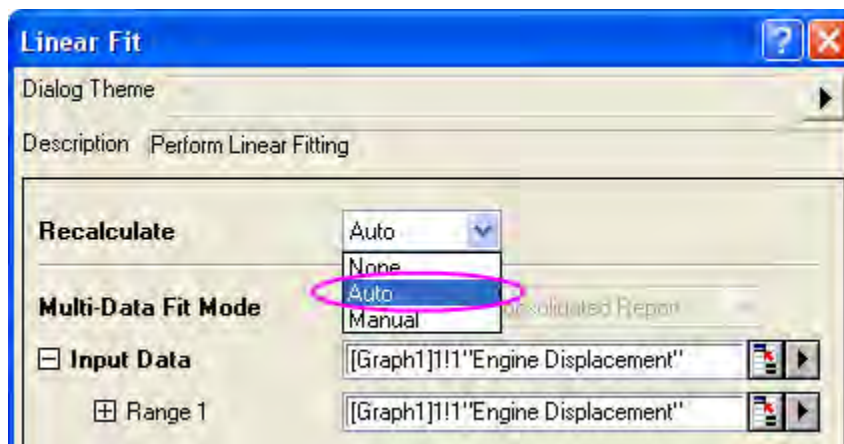 Linear Fit
Dialog Theme
Description Perform Linear Fitting
Recalculate Auto
None
Auto
Multi-Data Fit Mode
Manual
Report
Input Data [Graph1]1!1"Engine Displacement"
Range 1 [Graph1]1!1"Engine Displacement"